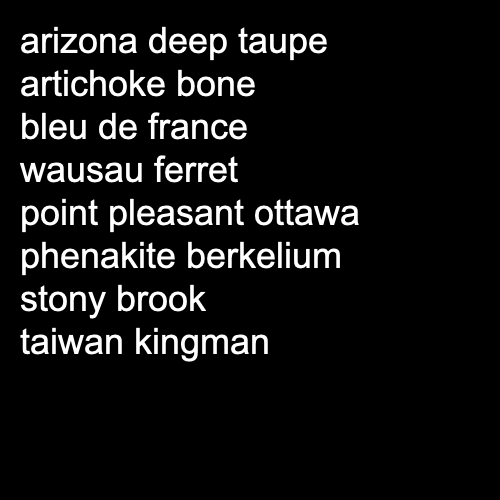 arizona deep taupe
artichoke bone
bleu de france
wausau ferret
point pleasant ottawa
phenakite berkelium
stony brook
taiwan kingman